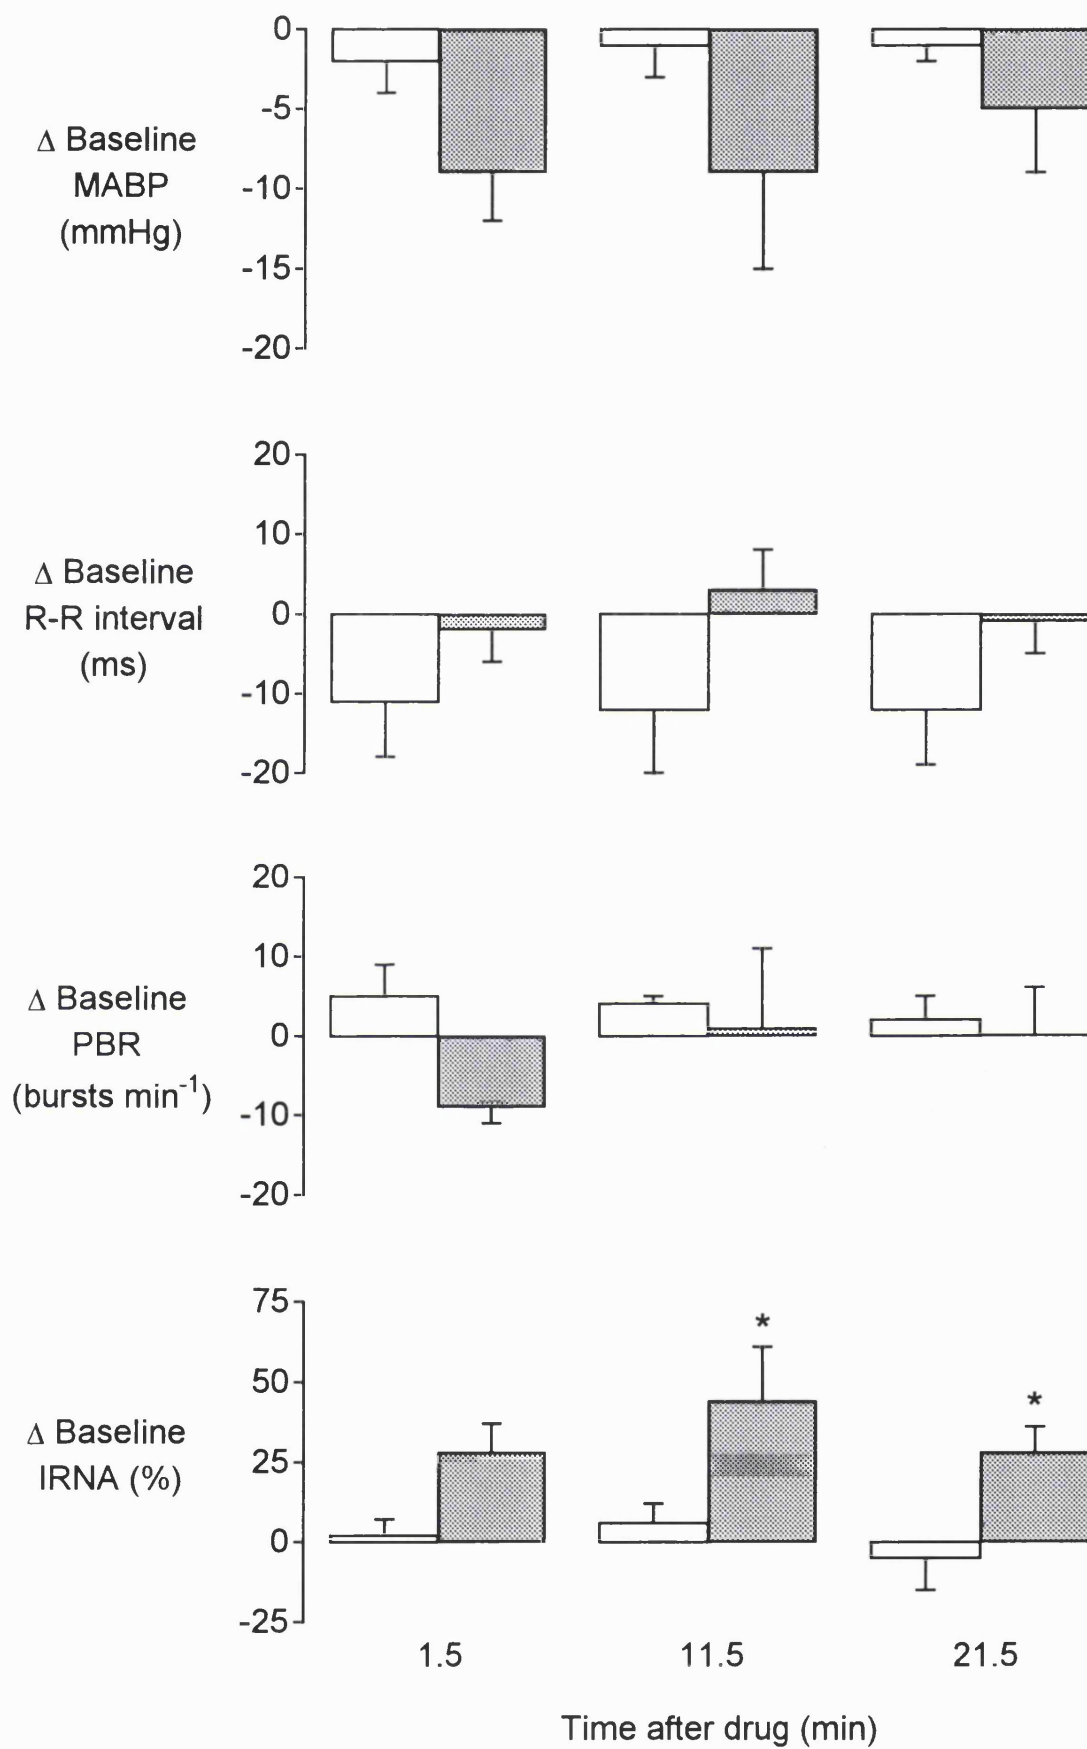 0
-5
Δ Baseline
MABP
-10
(mmHg)
-15
-20
20
10
Δ Baseline
R-R interval
0
(ms)
-10
-20
20
10
Δ Baseline
PBR
0
(bursts min⁻¹)
-10
-20
75
*
50
*
Δ Baseline
IRNA (%)
25
0
-25
1.5 11.5 21.5
Time after drug (min)